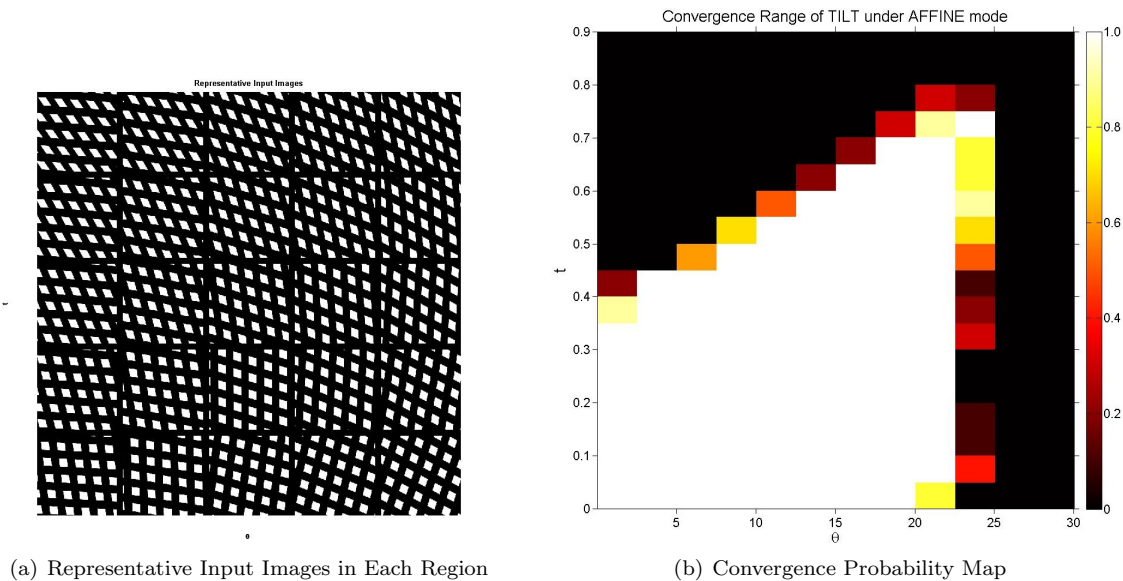 Representative Input Images
t
θ
(a) Representative Input Images in Each Region
Convergence Range of TILT under AFFINE mode
0.9
0.8
0.7
0.6
0.5
0.4
0.3
0.2
0.1
0
t
5
10
15
20
25
30
Θ
1.0
0.8
0.6
0.4
0.2
0
(b) Convergence Probability Map